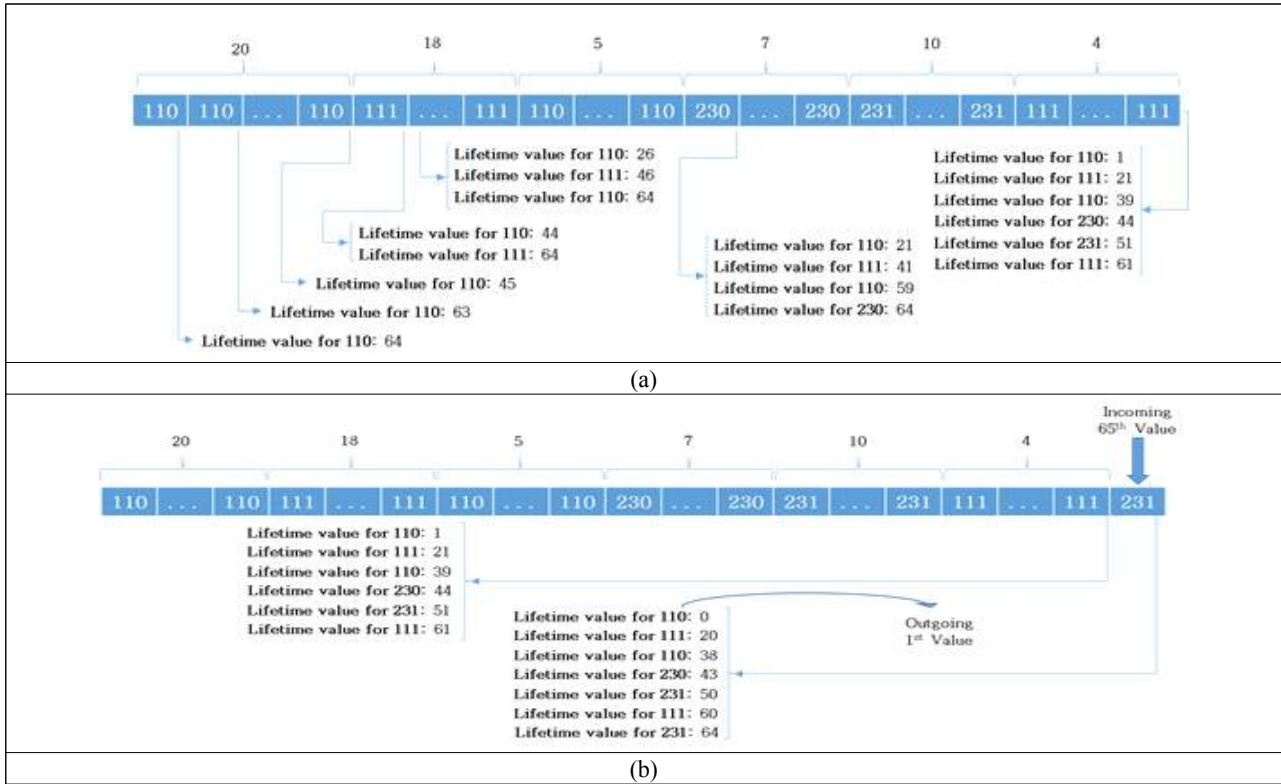 20 18 5 7 10 4
110 110 ... 110 111 ... 111 110 ... 110 230 ... 230 231 ... 231 111 ... 111
Lifetime value for 110: 26
Lifetime value for 111: 46
Lifetime value for 110: 64
Lifetime value for 110: 44
Lifetime value for 111: 64
Lifetime value for 110: 45
Lifetime value for 110: 63
Lifetime value for 110: 64
Lifetime value for 110: 21
Lifetime value for 111: 41
Lifetime value for 110: 59
Lifetime value for 230: 64
Lifetime value for 110: 1
Lifetime value for 111: 21
Lifetime value for 110: 39
Lifetime value for 230: 44
Lifetime value for 231: 51
Lifetime value for 111: 61
(a)
Incoming
65th Value
20 18 5 7 10 4
110 ... 110 111 ... 111 110 ... 110 230 ... 230 231 ... 231 111 ... 111 231
Lifetime value for 110: 1
Lifetime value for 111: 21
Lifetime value for 110: 39
Lifetime value for 230: 44
Lifetime value for 231: 51
Lifetime value for 111: 61
Lifetime value for 110: 0
Lifetime value for 111: 20
Lifetime value for 110: 38
Lifetime value for 230: 43
Lifetime value for 231: 50
Lifetime value for 111: 60
Lifetime value for 231: 64
Outgoing
1st Value
(b)